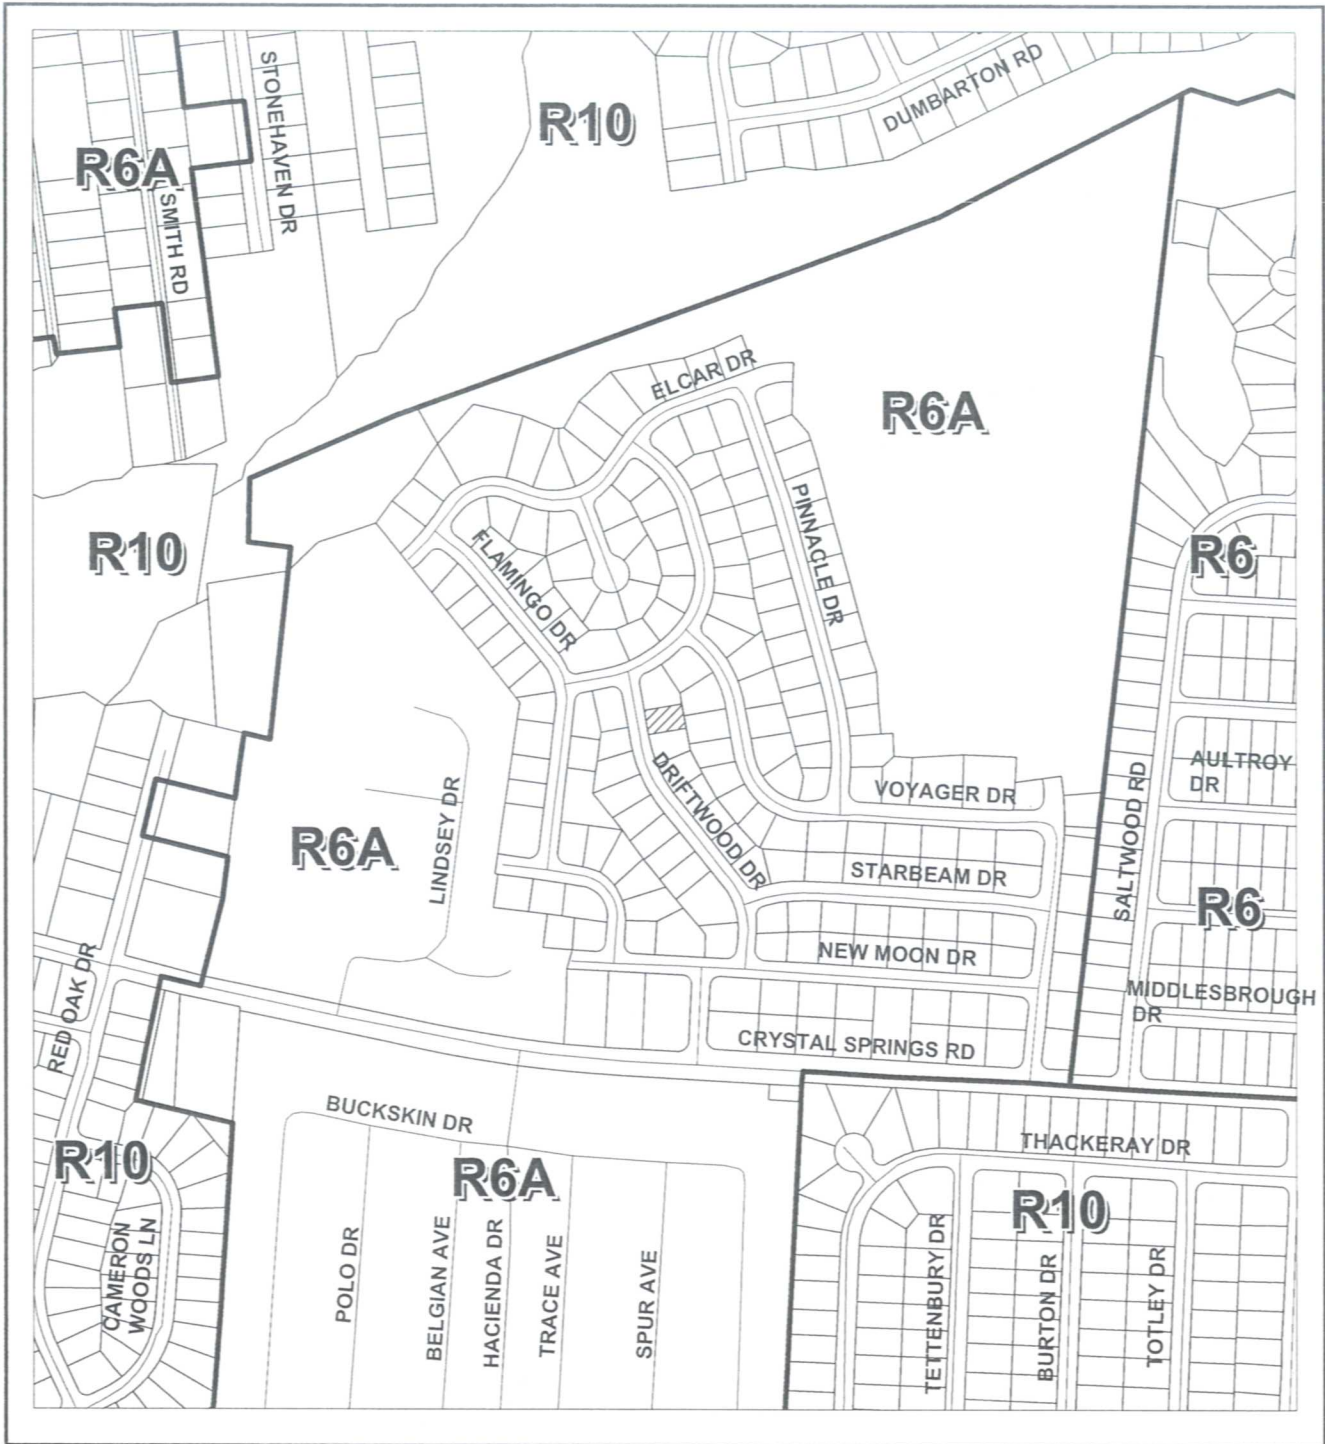 STONEHAVEN DR
R10
DUMBARTON RD
R6A
SMITH RD
ELCAR DR
R6A
PINNACLE DR
R10
FLAMINGO DR
R6
LINDSEY DR
R6A
DRIFTWOOD DR
VOYAGER DR
SALTWOOD RD
AULTROY
DR
STARBEAM DR
R6
RED OAK DR
NEW MOON DR
MIDDLESBROUGH
DR
CRYSTAL SPRINGS RD
BUCKSKIN DR
R10
R6A
THACKERAY DR
R10
CAMERON
WOODS LN
POLO DR
BELGIAN AVE
HACIENDA DR
TRACE AVE
SPUR AVE
TETTENBURY DR
BURTON DR
TOTLEY DR